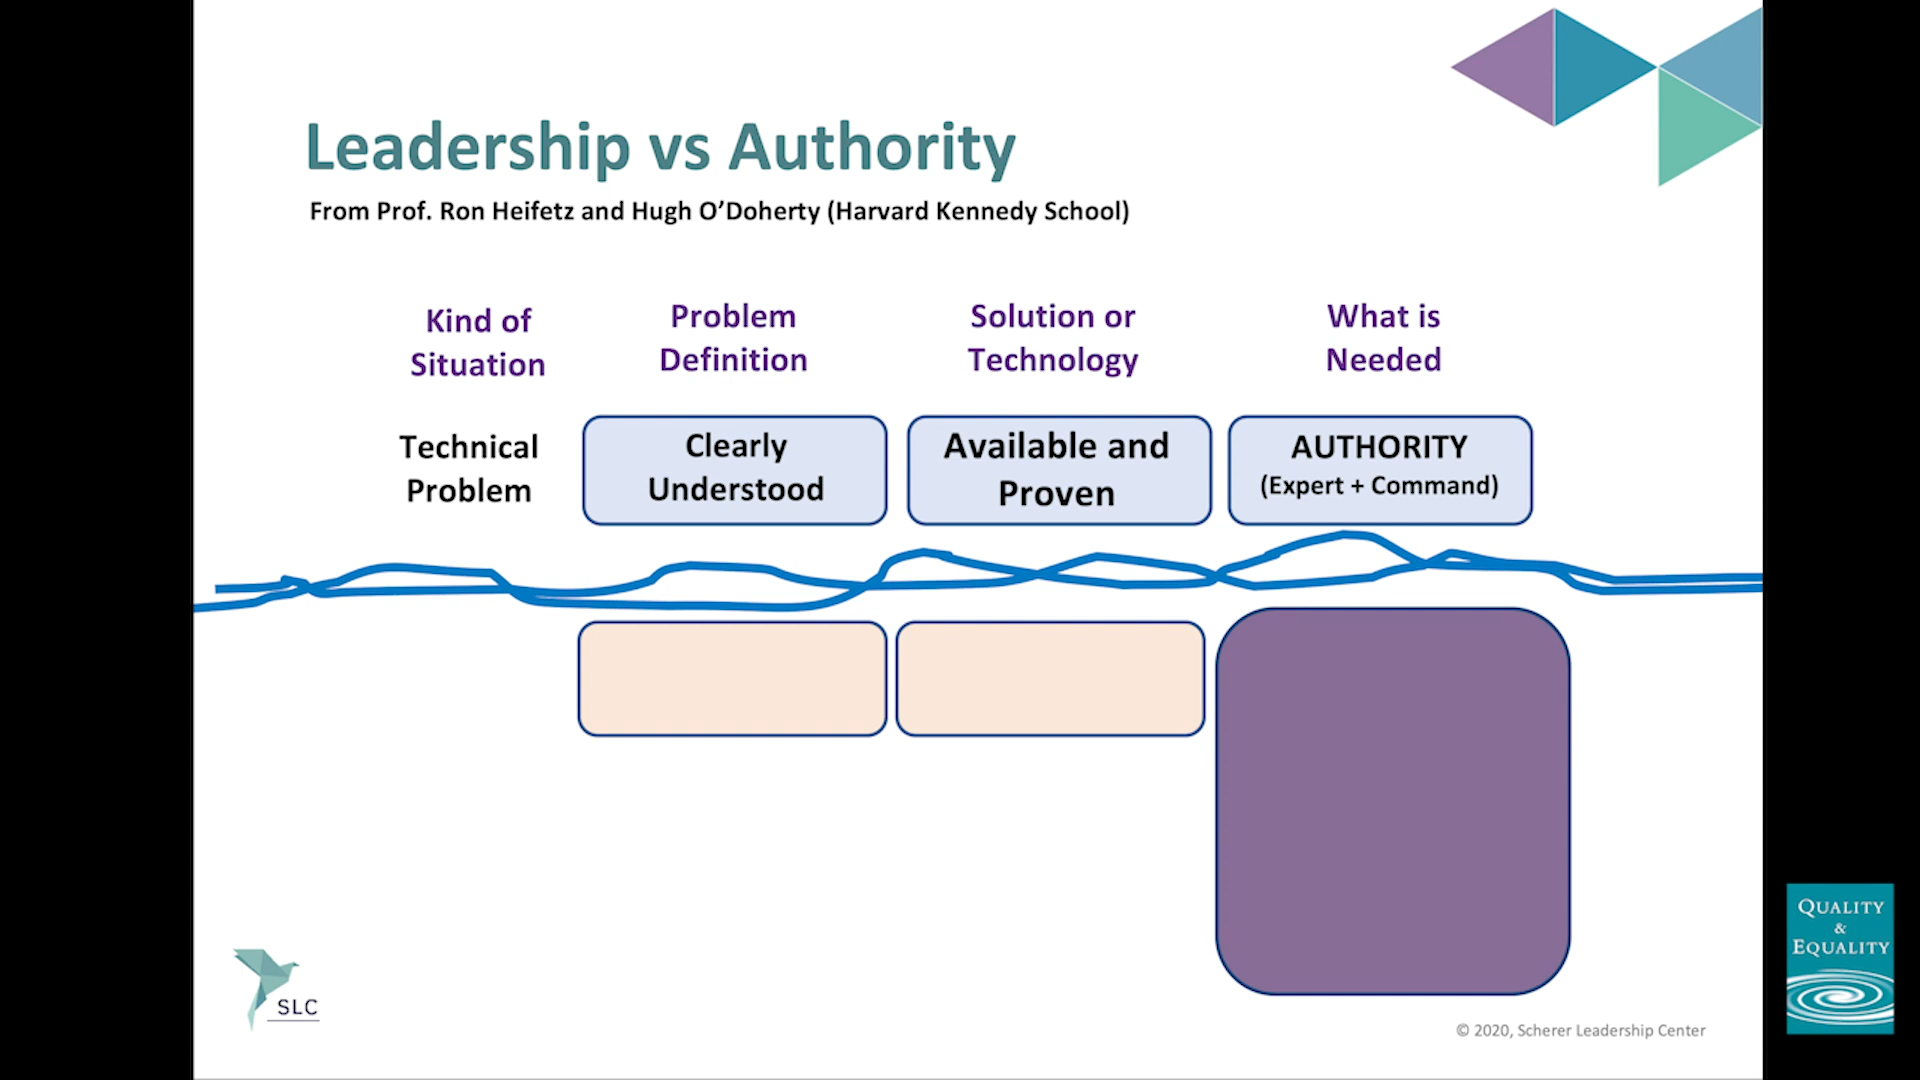 Leadership vs Authority
From Prof. Ron Heifetz and Hugh O’Doherty (Harvard Kennedy School)
Kind of
Situation
Problem
Definition
Solution or
Technology
What is
Needed
Technical
Problem
Clearly
Understood
Available and
Proven
AUTHORITY
(Expert + Command)
SLC
© 2020, Scherer Leadership Center
QUALITY
&
EQUALITY